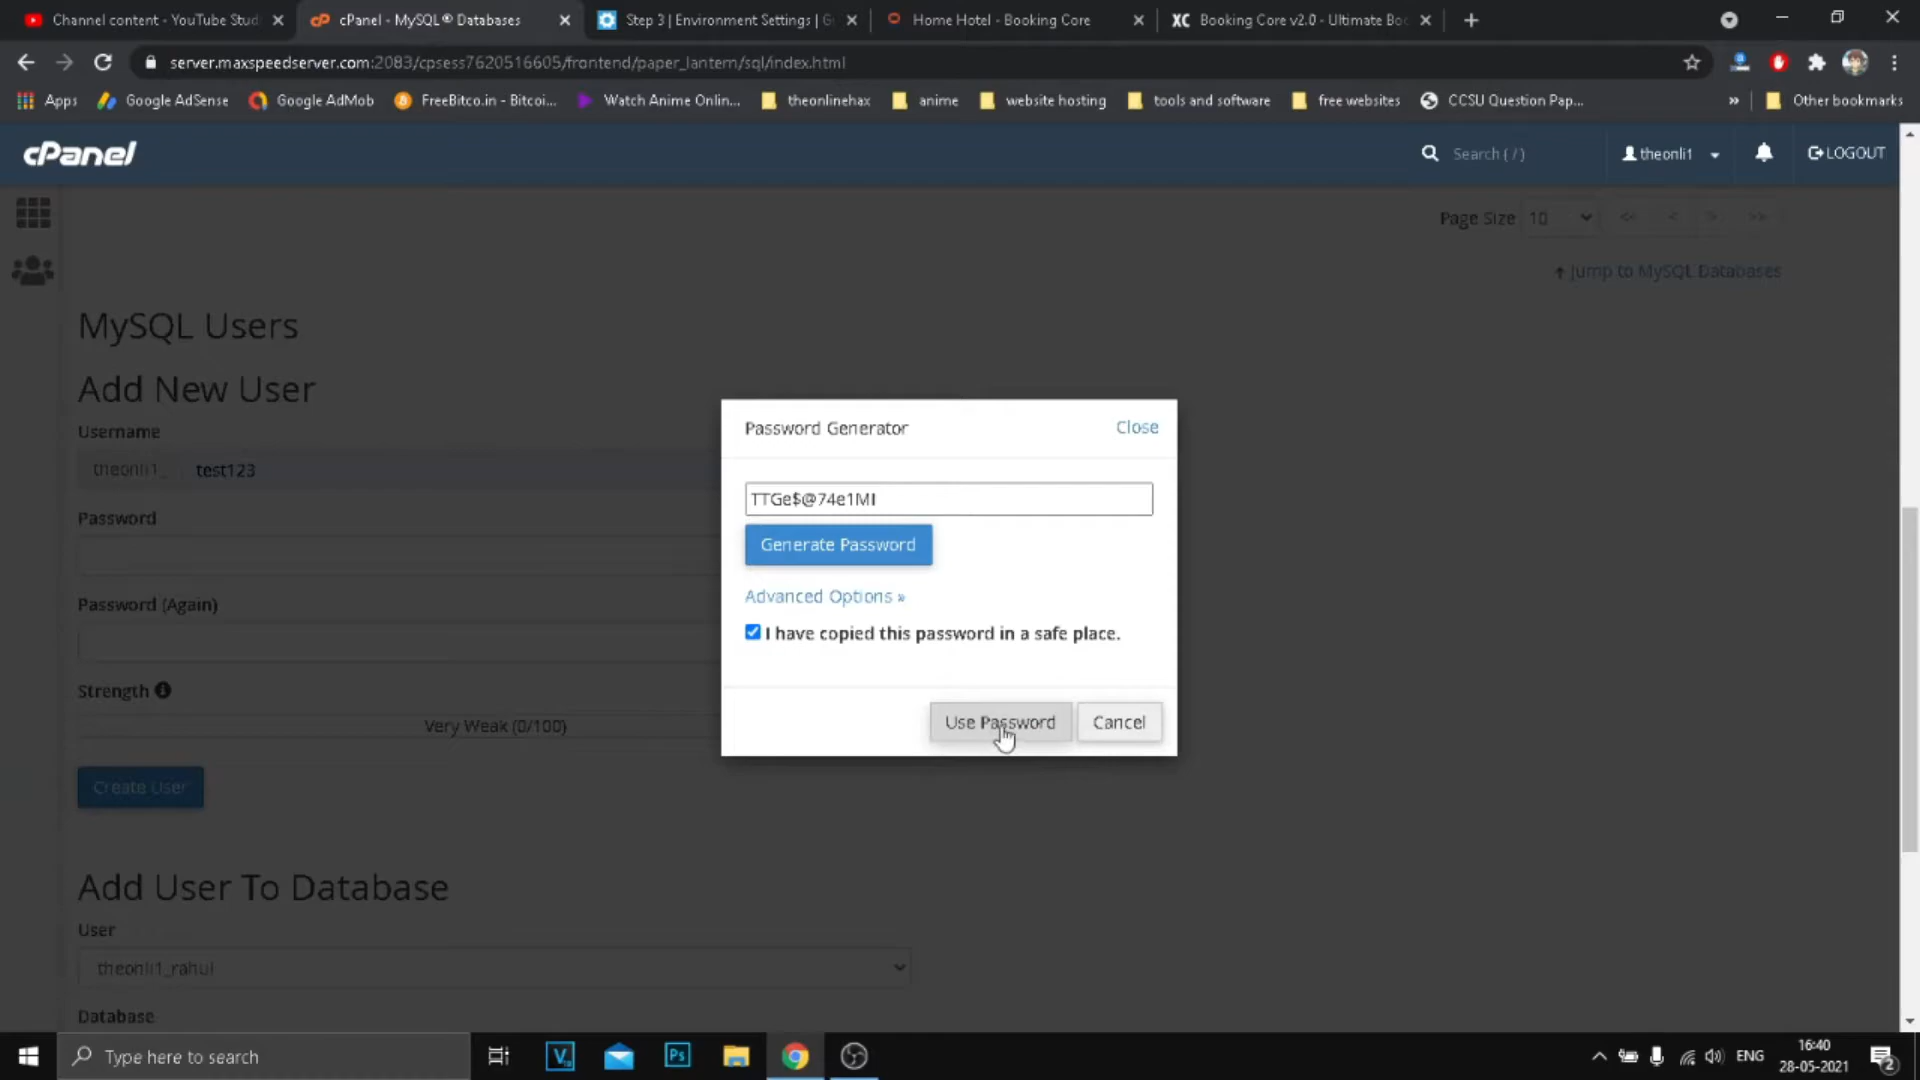 Channel content - YouTube Stud
cPanel - MySQL® Databases
Step 3 | Environment Settings | G
Home Hotel - Booking Core
XC Booking Core v2.0 - Ultimate Boo
server.maxspeedserver.com:2083/cpsess7620516605/frontend/paper_lantern/sql/index.html
Apps
Google AdSense
Google AdMob
FreeBitco.in - Bitcoi...
Watch Anime Onlin...
theonlinehax
anime
website hosting
tools and software
free websites
CCSU Question Pap...
»
Other bookmarks
cPanel
Search ( / )
theonli1
LOGOUT
Page Size 10 << < > >>
Jump to MySQL Databases
MySQL Users
Add New User
Username
theonli1_ test123
Password
Password (Again)
Strength
Very Weak (0/100)
Create User
Password Generator
Close
TTGe$@74e1MI
Generate Password
Advanced Options »
I have copied this password in a safe place.
Use Password
Cancel
Add User To Database
User
theonli1_rahul
Database
Type here to search
Ps
ENG
16:40
28-05-2021
2